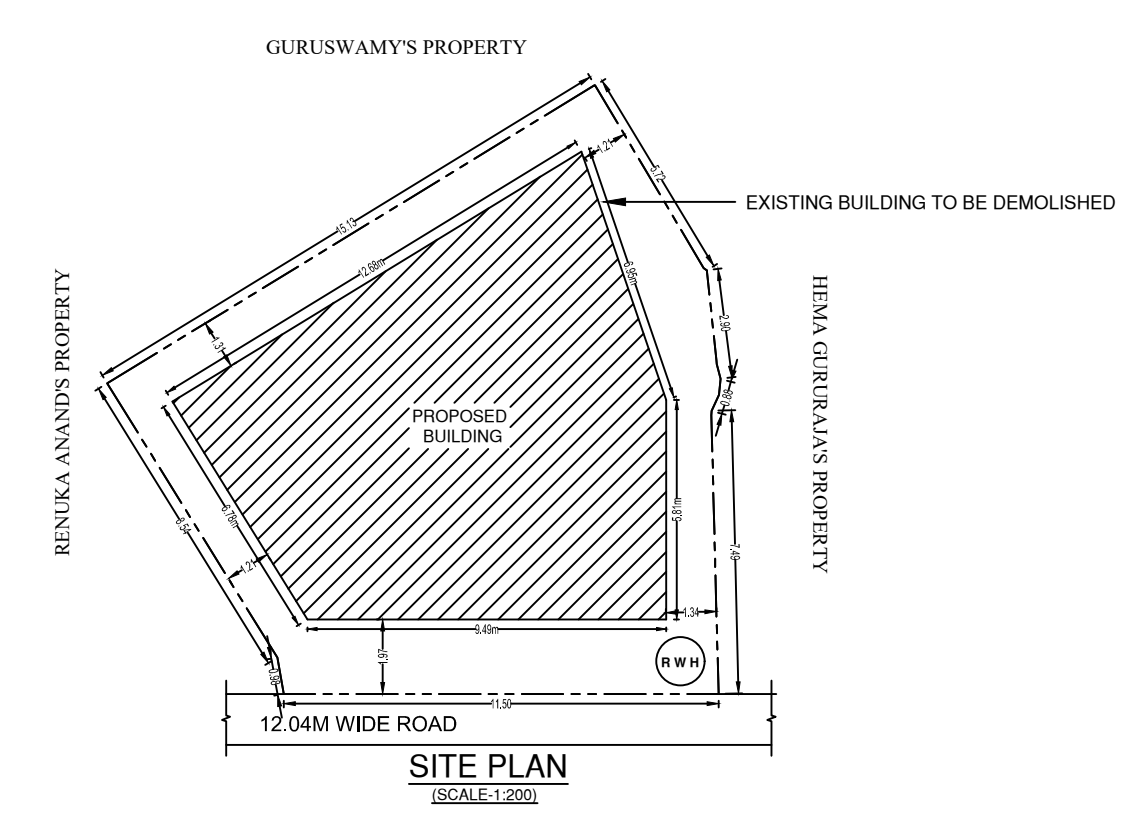 GURUSWAMY'S PROPERTY
1.21
5.72
EXISTING BUILDING TO BE DEMOLISHED
15.13
12.68m
6.95m
RENUKA ANAND'S PROPERTY
HEMA GURURAJA'S PROPERTY
2.90
1.31
0.88
PROPOSED
BUILDING
6.78m
8.54
5.81m
7.49
1.21
1.34
9.49m
1.97
R W H
0.90
11.50
12.04M WIDE ROAD
SITE PLAN
(SCALE-1:200)